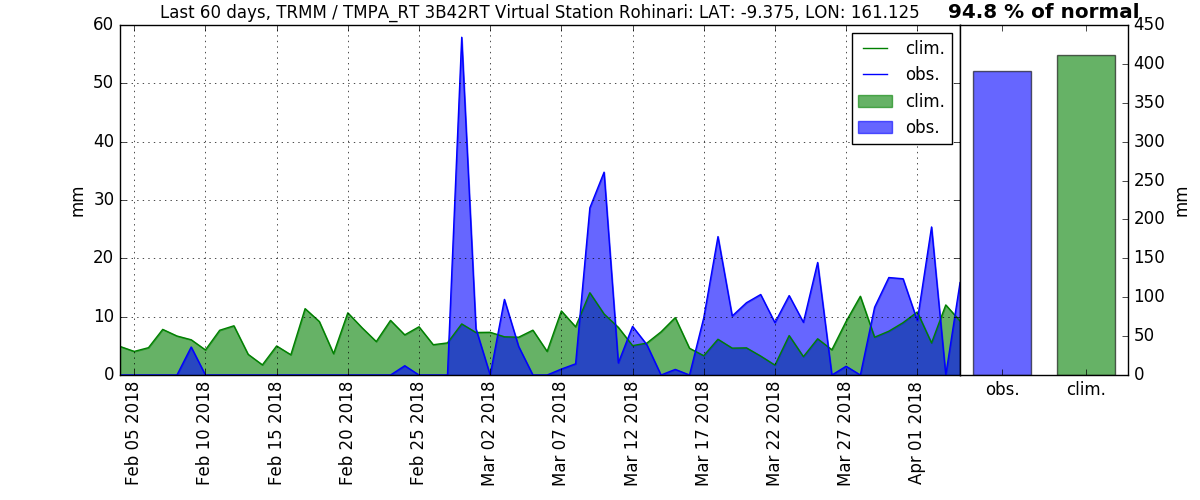 Last 60 days, TRMM / TMPA_RT 3B42RT Virtual Station Rohinari: LAT: -9.375, LON: 161.125
94.8 % of normal
mm
60
50
40
30
20
10
0
clim.
obs.
clim.
obs.
Feb 05 2018
Feb 10 2018
Feb 15 2018
Feb 20 2018
Feb 25 2018
Mar 02 2018
Mar 07 2018
Mar 12 2018
Mar 17 2018
Mar 22 2018
Mar 27 2018
Apr 01 2018
obs.
clim.
450
400
350
300
250
200
150
100
50
0
mm